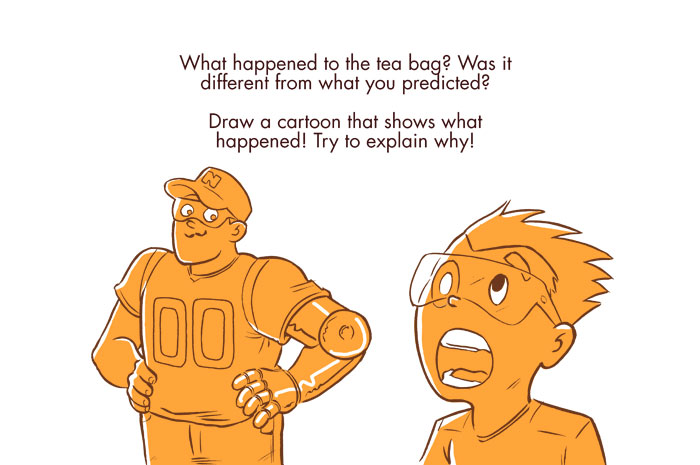 What happened to the tea bag? Was it
different from what you predicted?
Draw a cartoon that shows what
happened! Try to explain why!
N
00